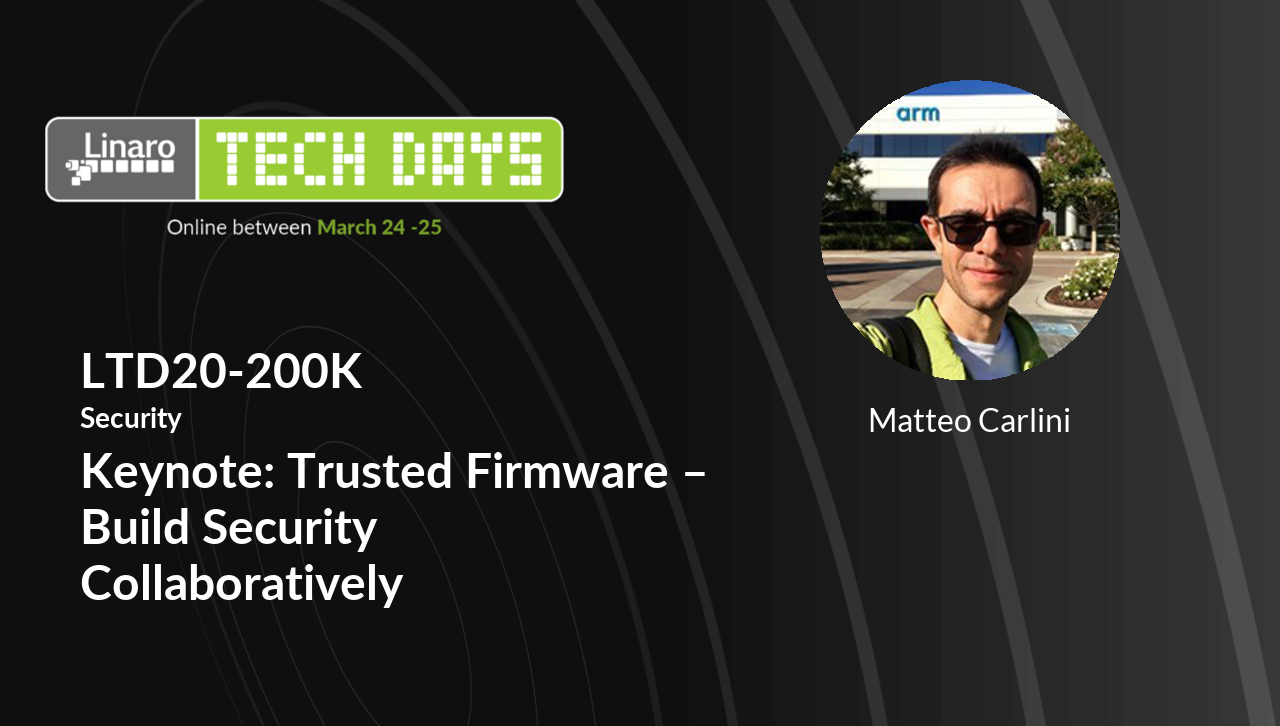 Linaro
TECH DAYS
Online between March 24 -25
arm
Matteo Carlini
LTD20-200K
Security
Keynote: Trusted Firmware –
Build Security
Collaboratively